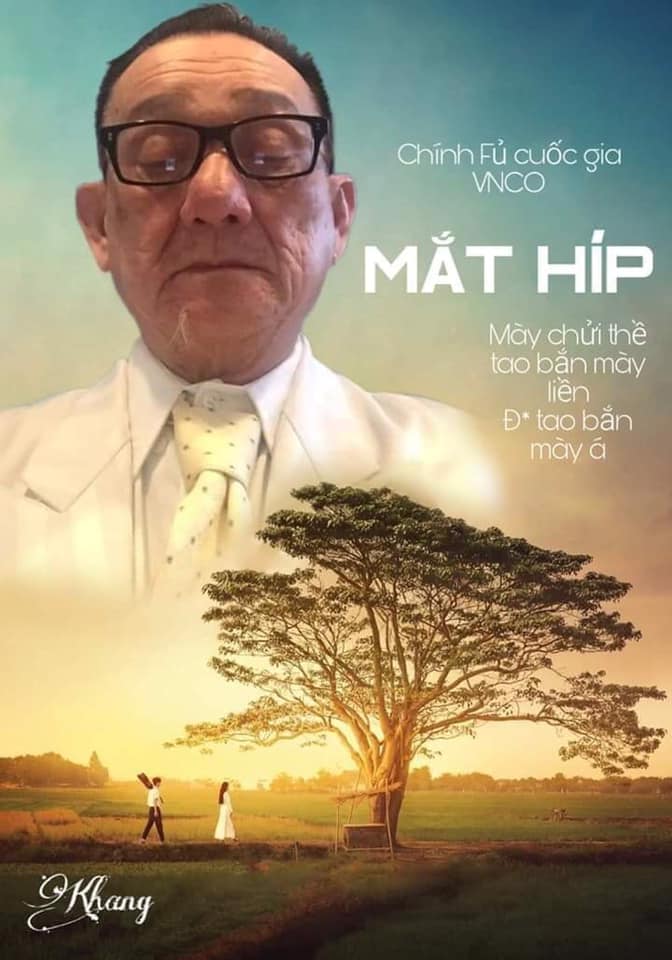 Chính Fủ cuốc gia
VNCO
MẮT HÍP
Mày chửi thề
tao bắn mày
liền
Đ* tao bắn
mày á
Khang